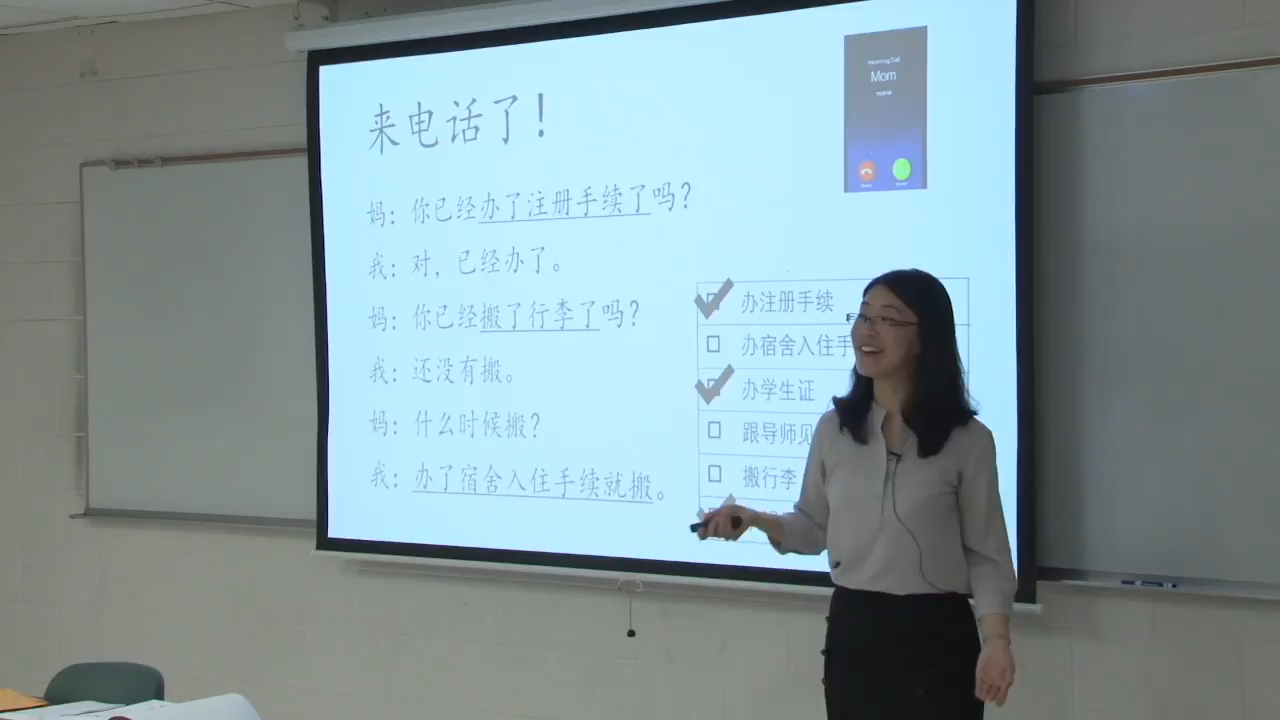 来电话了!
Incoming Call
Mom
mobile
妈: 你已经办了注册手续了吗?
我: 对, 已经办了。
妈: 你已经搬了行李了吗?
我: 还没有搬。
妈: 什么时候搬?
我: 办了宿舍入住手续就搬。
办注册手续
办宿舍入住手
办学生证
跟导师见
搬行李